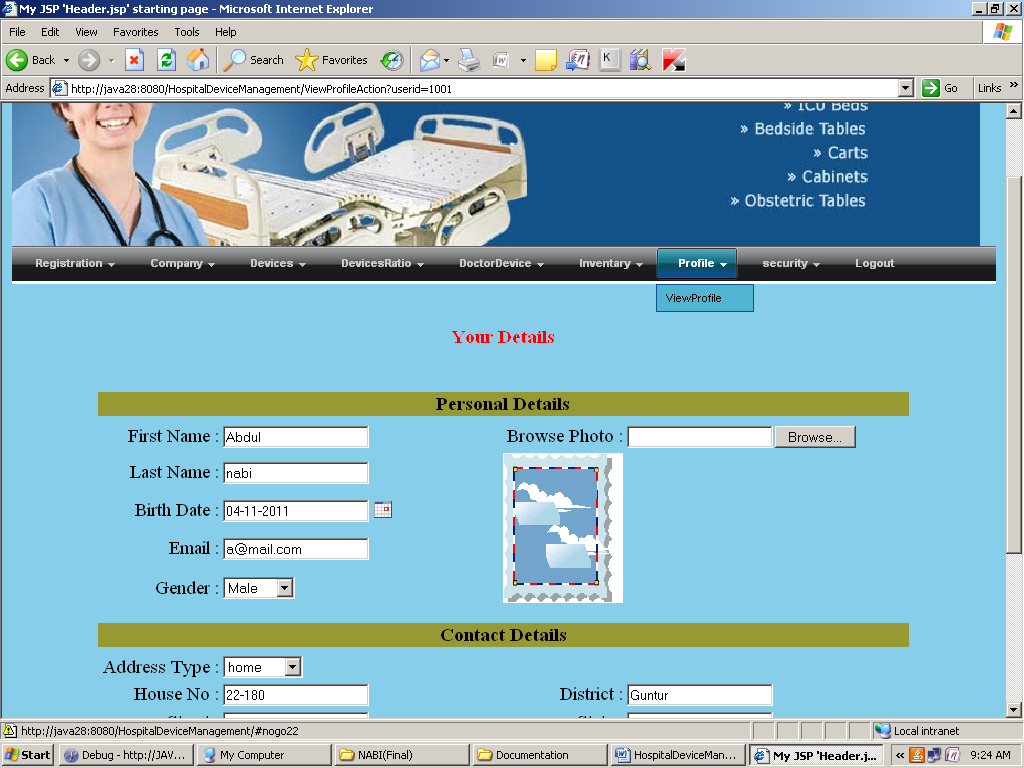 My JSP 'Header.jsp' starting page - Microsoft Internet Explorer
File Edit View Favorites Tools Help
Back Search Favorites
Address http://java28:8080/HospitalDeviceManagement/ViewProfileAction?userid=1001 Go Links »
» ICU Beds
» Bedside Tables
» Carts
» Cabinets
» Obstetric Tables
Registration Company Devices DevicesRatio DoctorDevice Inventory Profile security Logout
ViewProfile
Your Details
Personal Details
First Name : Abdul Browse Photo : Browse...
Last Name : nabi
Birth Date : 04-11-2011
Email : a@mail.com
Gender : Male
Contact Details
Address Type : home
House No : 22-180 District : Guntur
http://java28:8080/HospitalDeviceManagement/#nogo22 Local intranet
Start Debug - http://JAV... My Computer NABI(Final) Documentation HospitalDeviceMan... My JSP 'Header.j... « 9:24 AM